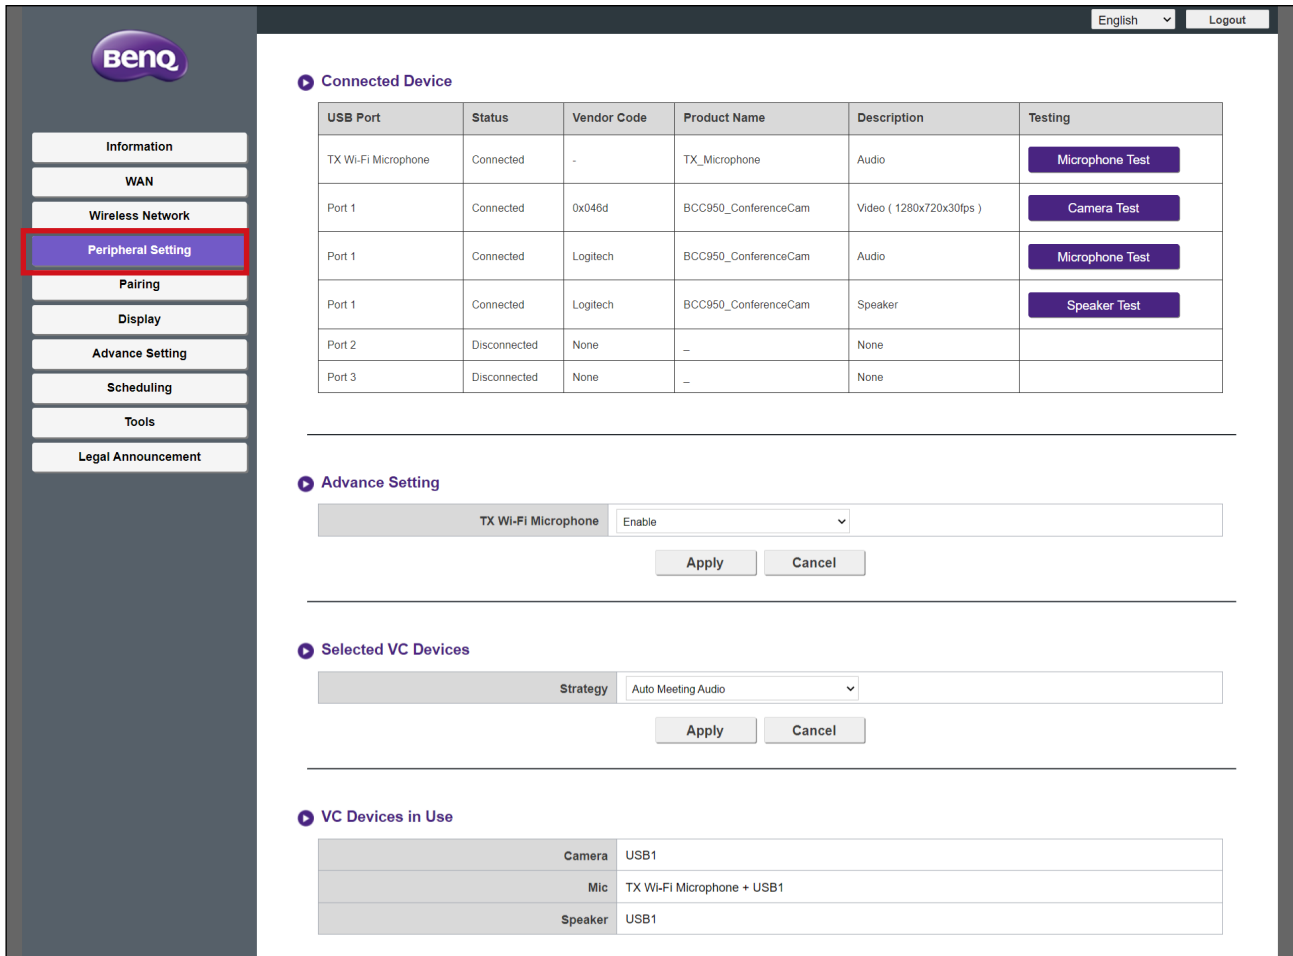 English Logout
BenQ
Information
WAN
Wireless Network
Peripheral Setting
Pairing
Display
Advance Setting
Scheduling
Tools
Legal Announcement
Connected Device
USB Port Status Vendor Code Product Name Description Testing
TX Wi-Fi Microphone Connected - TX_Microphone Audio Microphone Test
Port 1 Connected 0x046d BCC950_ConferenceCam Video ( 1280x720x30fps ) Camera Test
Port 1 Connected Logitech BCC950_ConferenceCam Audio Microphone Test
Port 1 Connected Logitech BCC950_ConferenceCam Speaker Speaker Test
Port 2 Disconnected None _ None
Port 3 Disconnected None _ None
Advance Setting
TX Wi-Fi Microphone Enable
Apply Cancel
Selected VC Devices
Strategy Auto Meeting Audio
Apply Cancel
VC Devices in Use
Camera USB1
Mic TX Wi-Fi Microphone + USB1
Speaker USB1